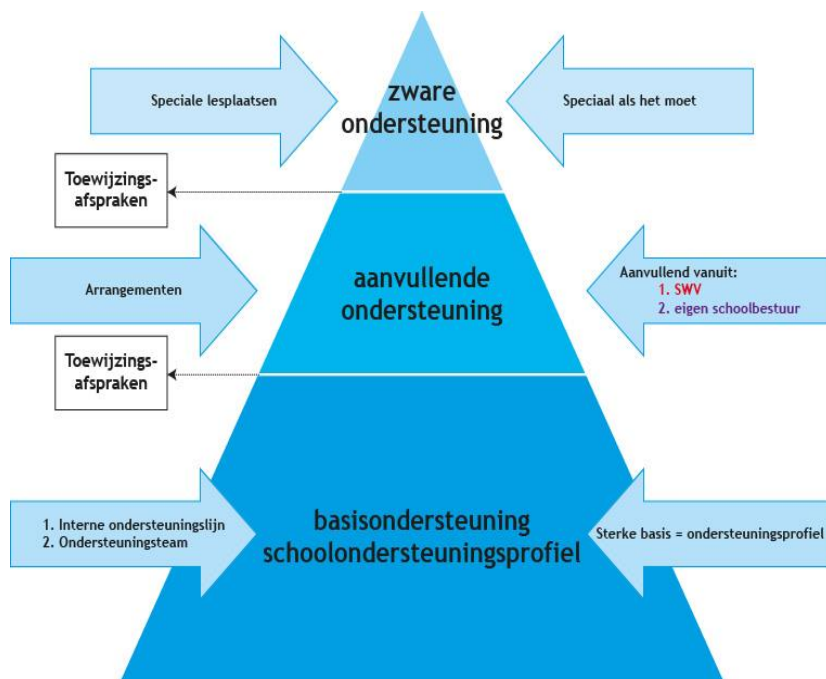 Speciale lesplaatsen
zware
ondersteuning
Speciaal als het moet
Toewijzings-
afspraken
Arrangementen
aanvullende
ondersteuning
Aanvullend vanuit:
1. SWV
2. eigen schoolbestuur
Toewijzings-
afspraken
1. Interne ondersteuningslijn
2. Ondersteuningsteam
basisondersteuning
schoolondersteuningsprofiel
Sterke basis = ondersteuningsprofiel